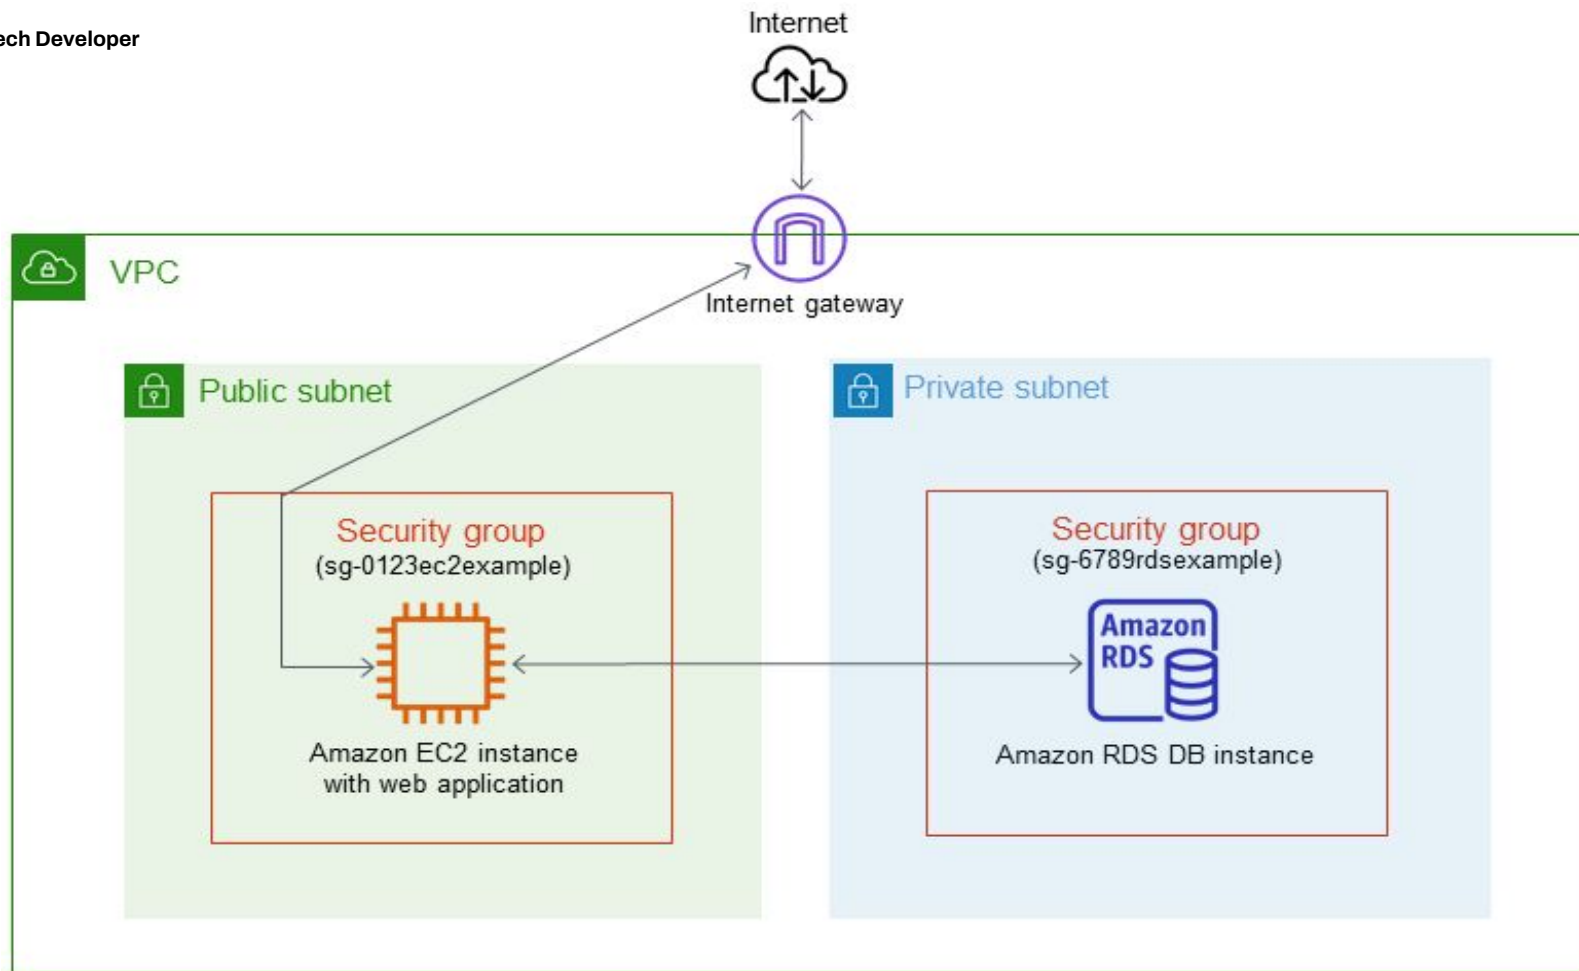 Internet
ech Developer
VPC
Internet gateway
Public subnet
Private subnet
Security group
(sg-0123ec2example)
Security group
(sg-6789rdsexample)
Amazon
RDS
Amazon EC2 instance
with web application
Amazon RDS DB instance